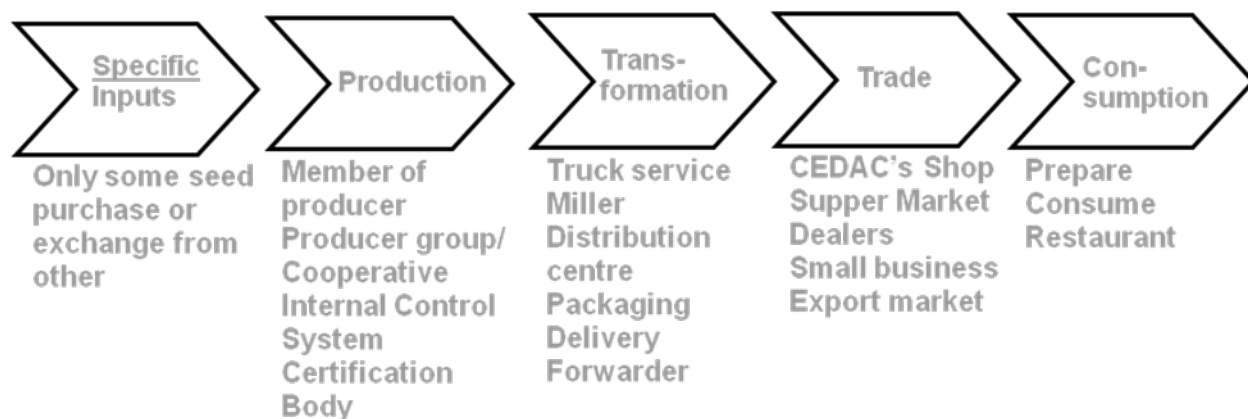 Specific
Inputs
Production
Trans-
formation
Trade
Con-
sumption
Only some seed
purchase or
exchange from
other
Member of
producer
Producer group/
Cooperative
Internal Control
System
Certification
Body
Truck service
Miller
Distribution
centre
Packaging
Delivery
Forwarder
CEDAC's Shop
Supper Market
Dealers
Small business
Export market
Prepare
Consume
Restaurant